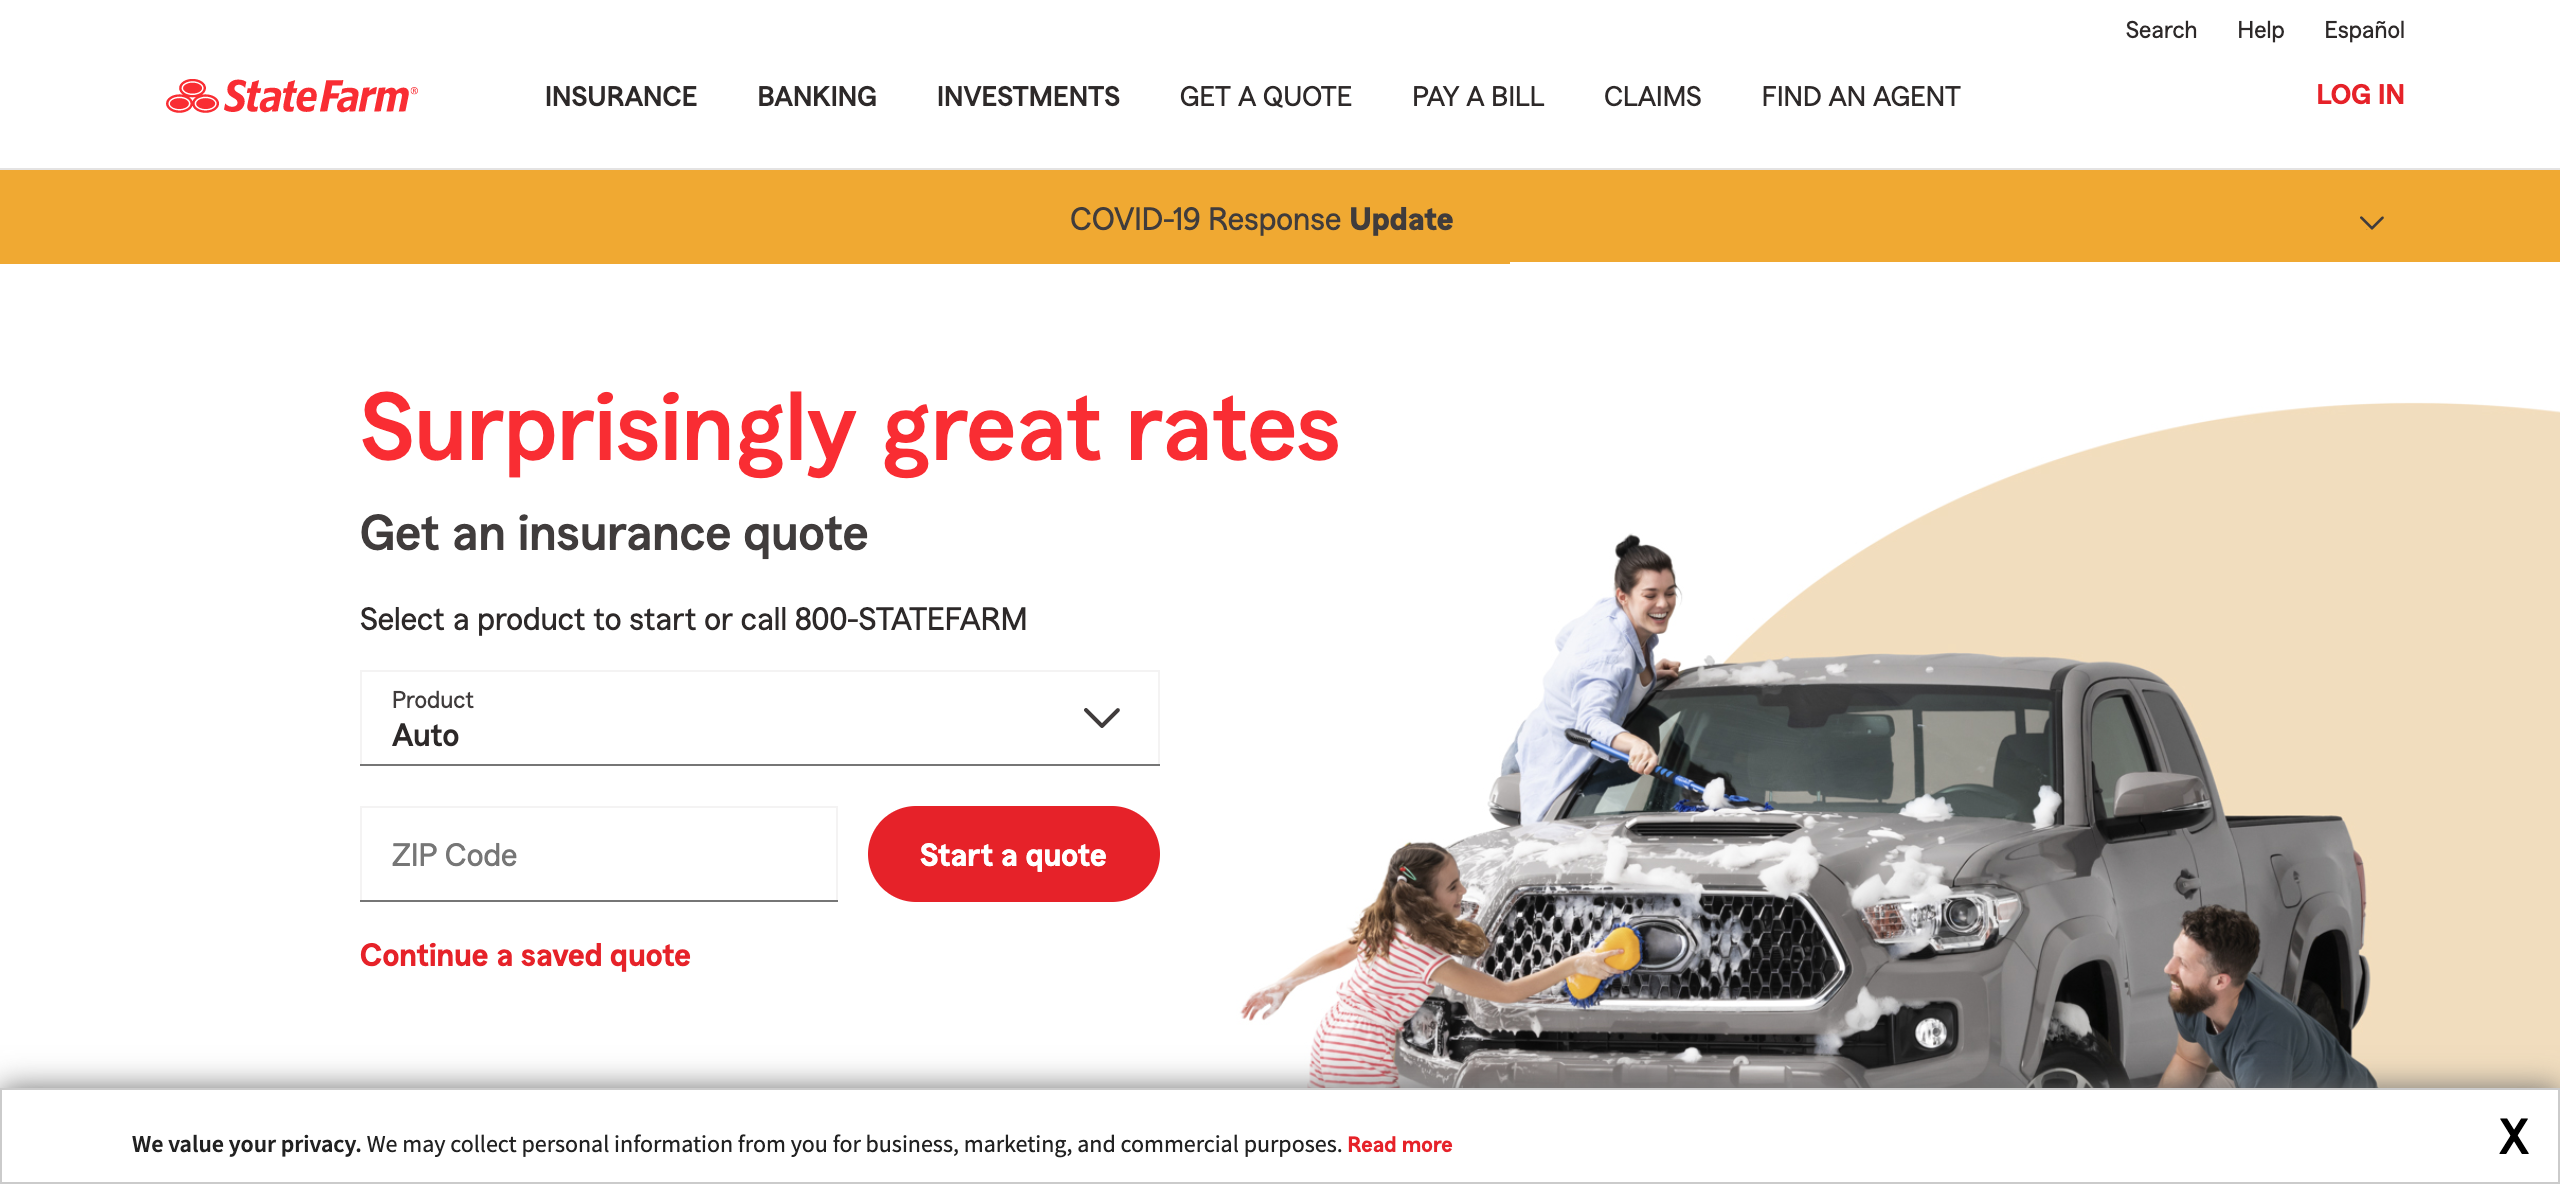 Search Help Español
StateFarm®
INSURANCE BANKING INVESTMENTS GET A QUOTE PAY A BILL CLAIMS FIND AN AGENT LOG IN
COVID-19 Response Update
Surprisingly great rates
Get an insurance quote
Select a product to start or call 800-STATEFARM
Product
Auto
ZIP Code
Start a quote
Continue a saved quote
We value your privacy. We may collect personal information from you for business, marketing, and commercial purposes. Read more
X